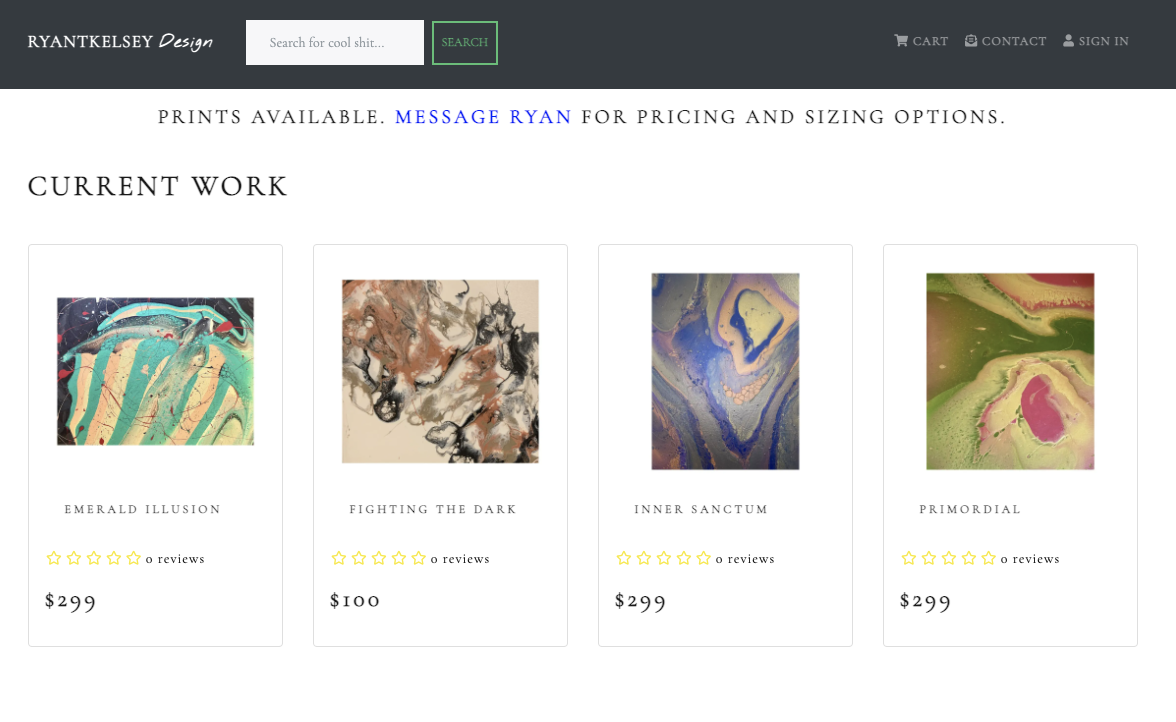 RYANTKELSEY Design
Search for cool shit...
SEARCH
CART
CONTACT
SIGN IN
PRINTS AVAILABLE. MESSAGE RYAN FOR PRICING AND SIZING OPTIONS.
CURRENT WORK
EMERALD ILLUSION
0 reviews
$299
FIGHTING THE DARK
0 reviews
$100
INNER SANCTUM
0 reviews
$299
PRIMORDIAL
0 reviews
$299